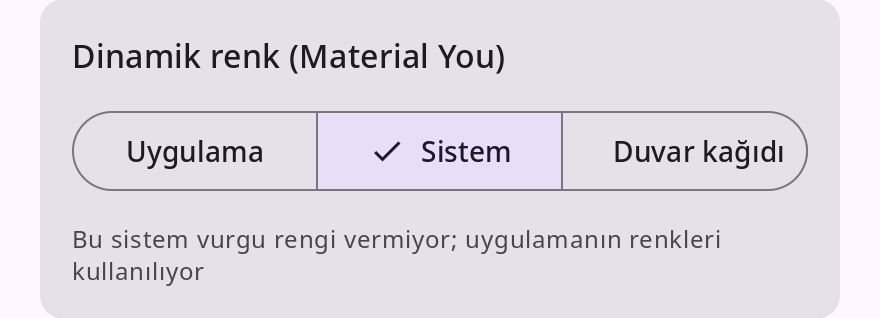 Dinamik renk (Material You)
Uygulama
Sistem
Duvar kağıdı
Bu sistem vurgu rengi vermiyor; uygulamanın renkleri
kullanılıyor